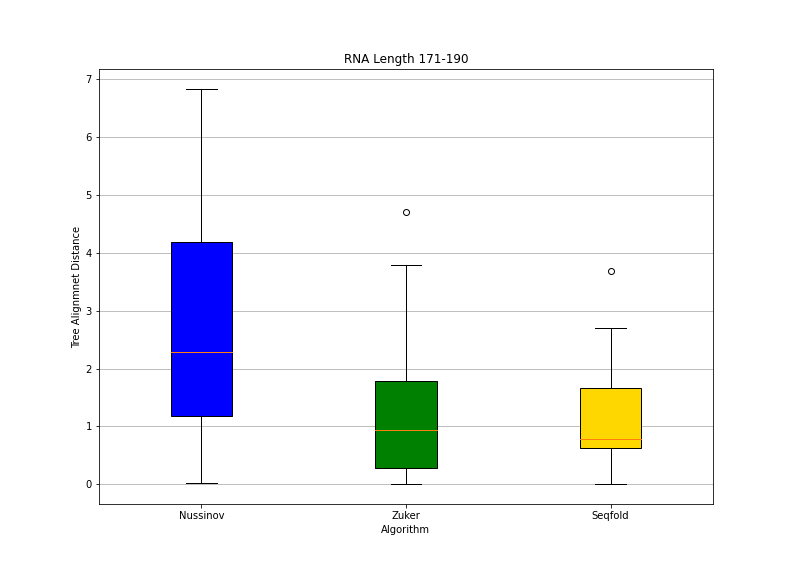 RNA Length 171-190
Tree Alignmnet Distance
7
6
5
4
3
2
1
0
Nussinov Zuker Seqfold
Algorithm